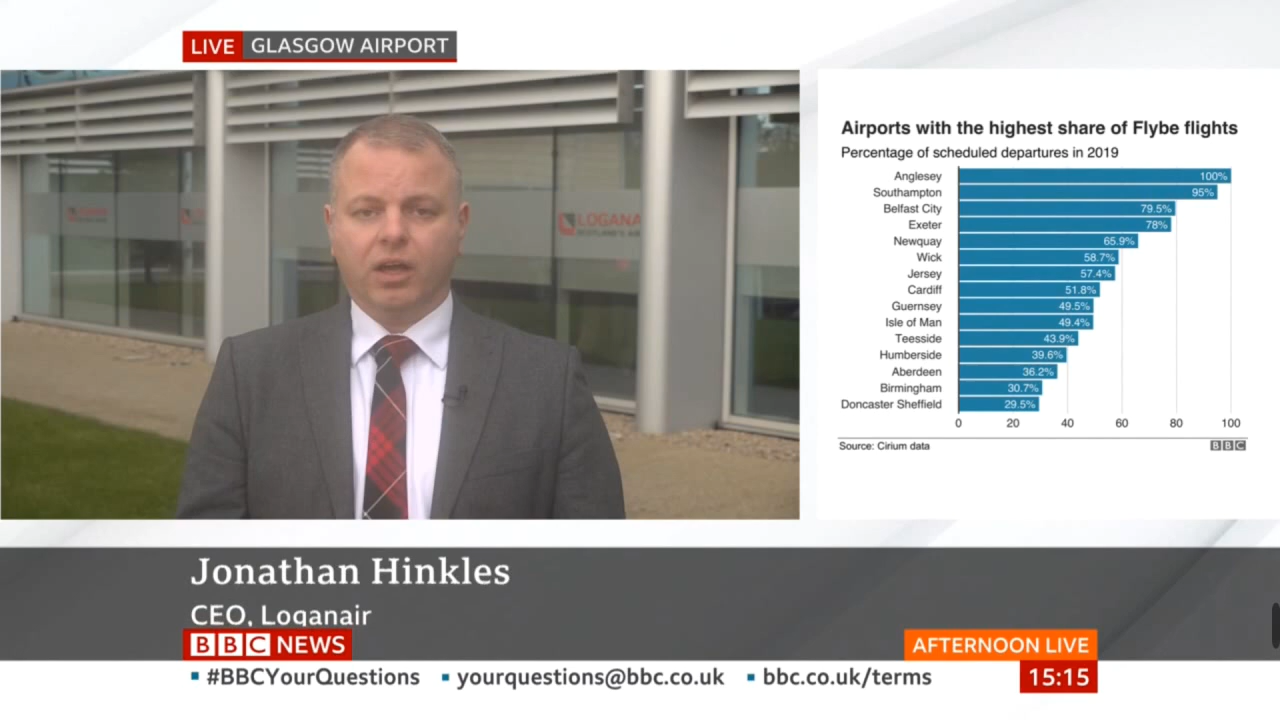 LIVE GLASGOW AIRPORT
LOGANA
SCOTLAND'S AI
Airports with the highest share of Flybe flights
Percentage of scheduled departures in 2019
Anglesey 100%
Southampton 95%
Belfast City 79.5%
Exeter 78%
Newquay 65.9%
Wick 58.7%
Jersey 57.4%
Cardiff 51.8%
Guernsey 49.5%
Isle of Man 49.4%
Teesside 43.9%
Humberside 39.6%
Aberdeen 36.2%
Birmingham 30.7%
Doncaster Sheffield 29.5%
0 20 40 60 80 100
Source: Cirium data BBC
Jonathan Hinkles
CEO, Loganair
BBC NEWS AFTERNOON LIVE
#BBCYourQuestions yourquestions@bbc.co.uk bbc.co.uk/terms 15:15